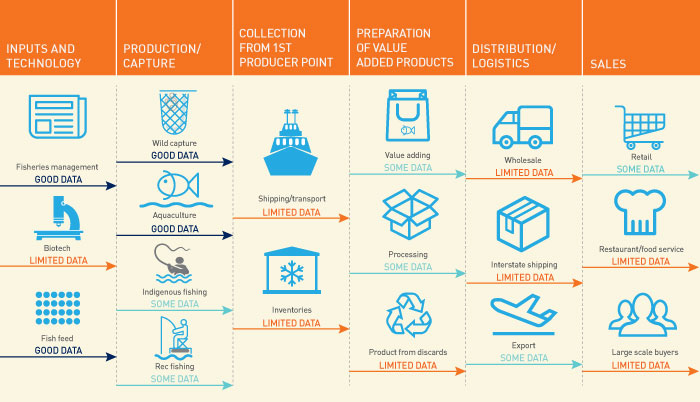 INPUTS AND
TECHNOLOGY
Fisheries management
GOOD DATA
Biotech
LIMITED DATA
Fish feed
GOOD DATA
PRODUCTION/
CAPTURE
Wild capture
GOOD DATA
Aquaculture
GOOD DATA
Indigenous fishing
SOME DATA
Rec fishing
SOME DATA
COLLECTION
FROM 1ST
PRODUCER POINT
Shipping/transport
LIMITED DATA
Inventories
LIMITED DATA
PREPARATION
OF VALUE
ADDED PRODUCTS
Value adding
SOME DATA
Processing
SOME DATA
Product from discards
LIMITED DATA
DISTRIBUTION/
LOGISTICS
Wholesale
LIMITED DATA
Interstate shipping
LIMITED DATA
Export
SOME DATA
SALES
Retail
SOME DATA
Restaurant/food service
LIMITED DATA
Large scale buyers
LIMITED DATA